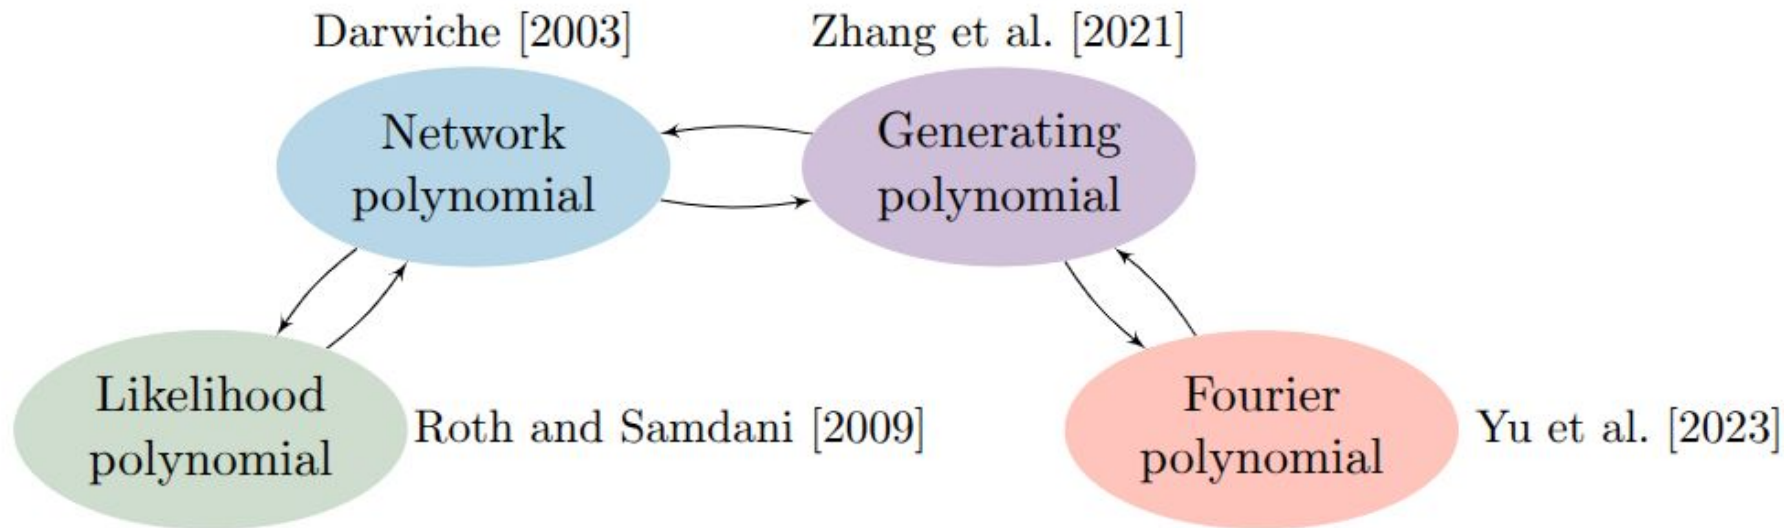 Darwiche [2003]
Zhang et al. [2021]
Network
polynomial
Generating
polynomial
Likelihood
polynomial
Roth and Samdani [2009]
Fourier
polynomial
Yu et al. [2023]